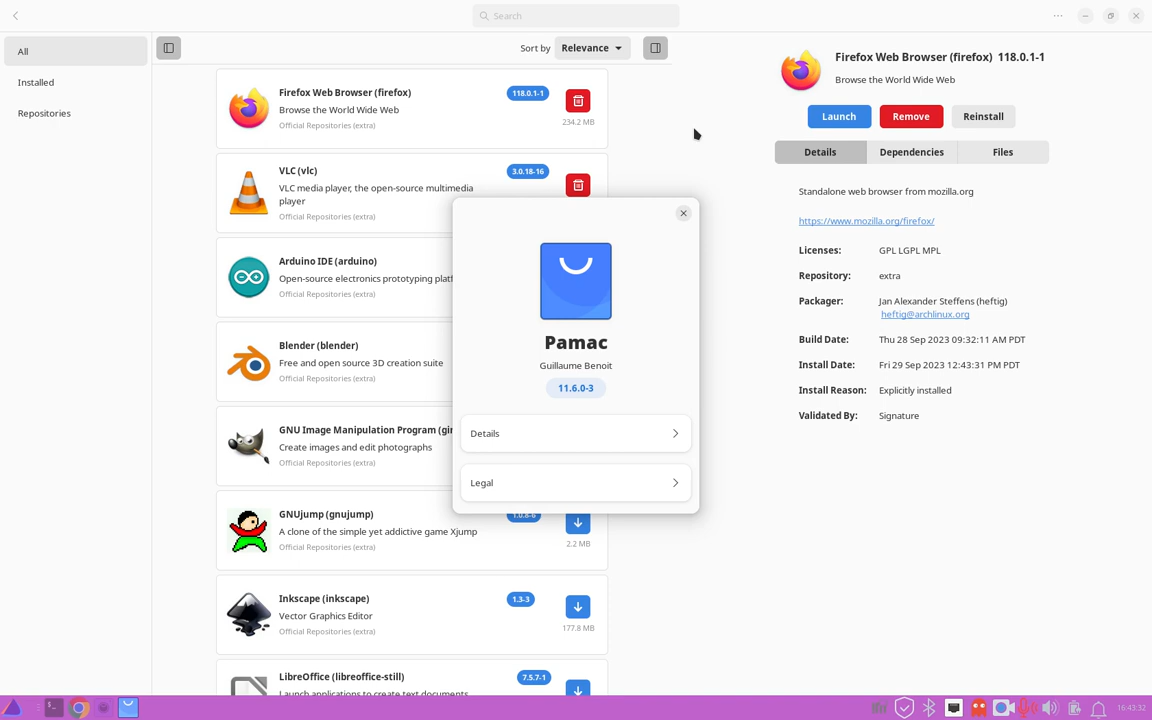 Search
All
Installed
Repositories
Sort by Relevance
Firefox Web Browser (firefox)
118.0.1-1
Browse the World Wide Web
Official Repositories (extra)
234.2 MB
VLC (vlc)
3.0.18-16
VLC media player, the open-source multimedia
player
Official Repositories (extra)
Arduino IDE (arduino)
Open-source electronics prototyping
Official Repositories (extra)
Blender (blender)
Free and open source 3D creation suite
Official Repositories (extra)
GNU Image Manipulation Program
Create images and edit photographs
Official Repositories (extra)
GNUjump (gnujump)
1.0.8-6
A clone of the simple yet addictive game Xjump
Official Repositories (extra)
2.2 MB
Inkscape (inkscape)
1.3-3
Vector Graphics Editor
Official Repositories (extra)
177.8 MB
LibreOffice (libreoffice-still)
7.5.7-1
Launch applications to create text documents,
Pamac
Guillaume Benoit
11.6.0-3
Details
Legal
Firefox Web Browser (firefox) 118.0.1-1
Browse the World Wide Web
Launch
Remove
Reinstall
Details
Dependencies
Files
Standalone web browser from mozilla.org
https://www.mozilla.org/firefox/
Licenses: GPL LGPL MPL
Repository: extra
Packager: Jan Alexander Steffens (heftig)
heftig@archlinux.org
Build Date: Thu 28 Sep 2023 09:32:11 AM PDT
Install Date: Fri 29 Sep 2023 12:43:31 PM PDT
Install Reason: Explicitly installed
Validated By: Signature
16:43:32